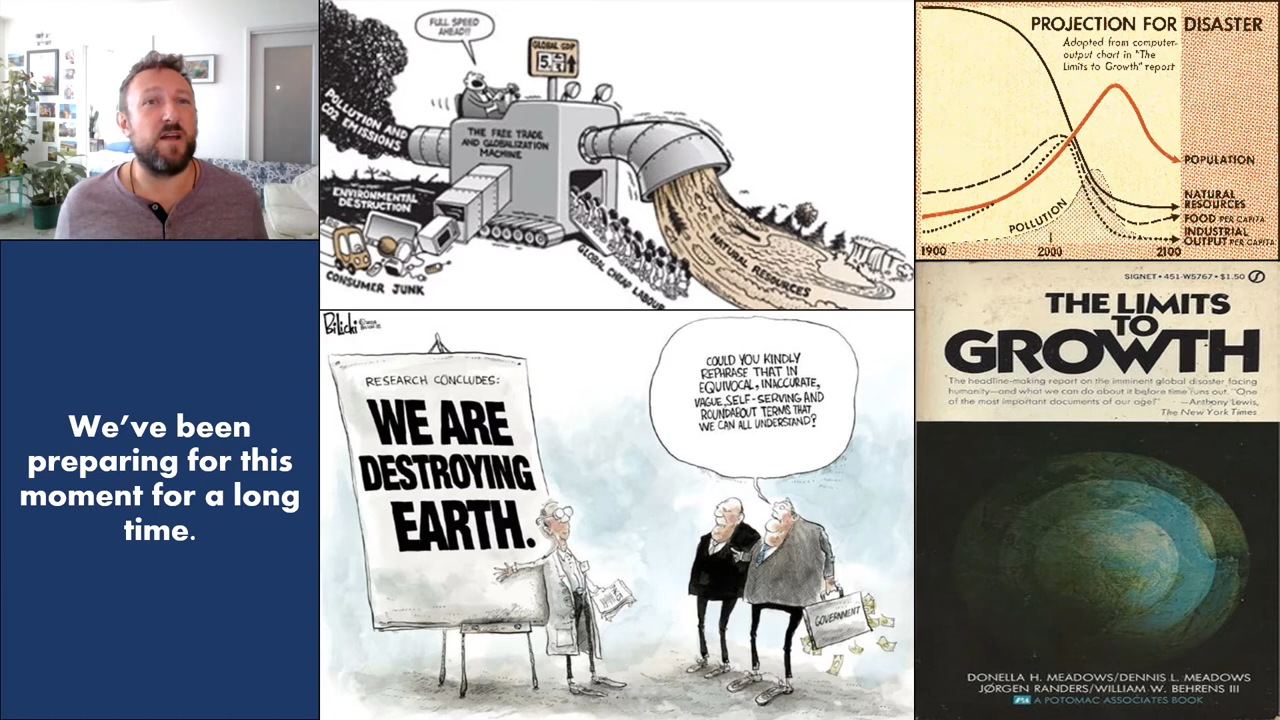 We've been
preparing for this
moment for a long
time.
FULL SPEED
AHEAD!!
GLOBAL GDP
POLLUTION AND
CO2 EMISSIONS
THE FREE TRADE
AND GLOBALIZATION
MACHINE
ENVIRONMENTAL
DESTRUCTION
CONSUMER JUNK
GLOBAL CHEAP LABOUR
NATURAL RESOURCES
Bilicki
RESEARCH CONCLUDES:
WE ARE
DESTROYING
EARTH.
COULD YOU KINDLY
REPHRASE THAT IN
EQUIVOCAL, INACCURATE,
VAGUE, SELF-SERVING AND
ROUNDABOUT TERMS THAT
WE CAN ALL UNDERSTAND?
GOVERNMENT
PROJECTION FOR DISASTER
Adapted from computer-
output chart in "The
Limits to Growth" report
POPULATION
NATURAL
RESOURCES
FOOD PER CAPITA
INDUSTRIAL
OUTPUT PER CAPITA
POLLUTION
1900
2000
2100
SIGNET • 451-W5767 • $1.50
THE LIMITS
TO
GROWTH
"The headline-making report on the imminent global disaster facing
humanity—and what we can do about it before time runs out. "One
of the most important documents of our age!" —Anthony Lewis,
The New York Times
DONELLA H. MEADOWS/DENNIS L. MEADOWS
JØRGEN RANDERS/WILLIAM W. BEHRENS III
A POTOMAC ASSOCIATES BOOK